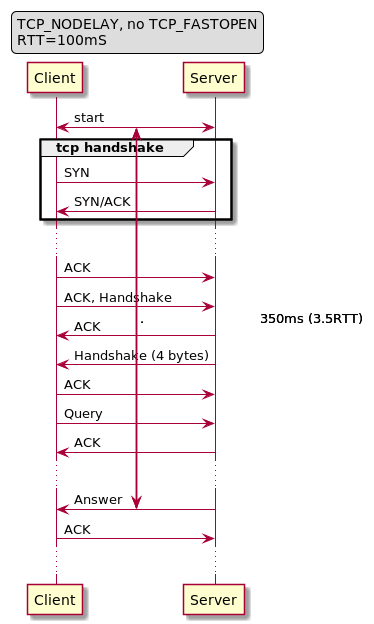 TCP_NODELAY, no TCP_FASTOPEN
RTT=100mS
Client
Server
start
tcp handshake
SYN
SYN/ACK
ACK
ACK, Handshake
.
350ms (3.5RTT)
ACK
Handshake (4 bytes)
ACK
Query
ACK
Answer
ACK
Client
Server